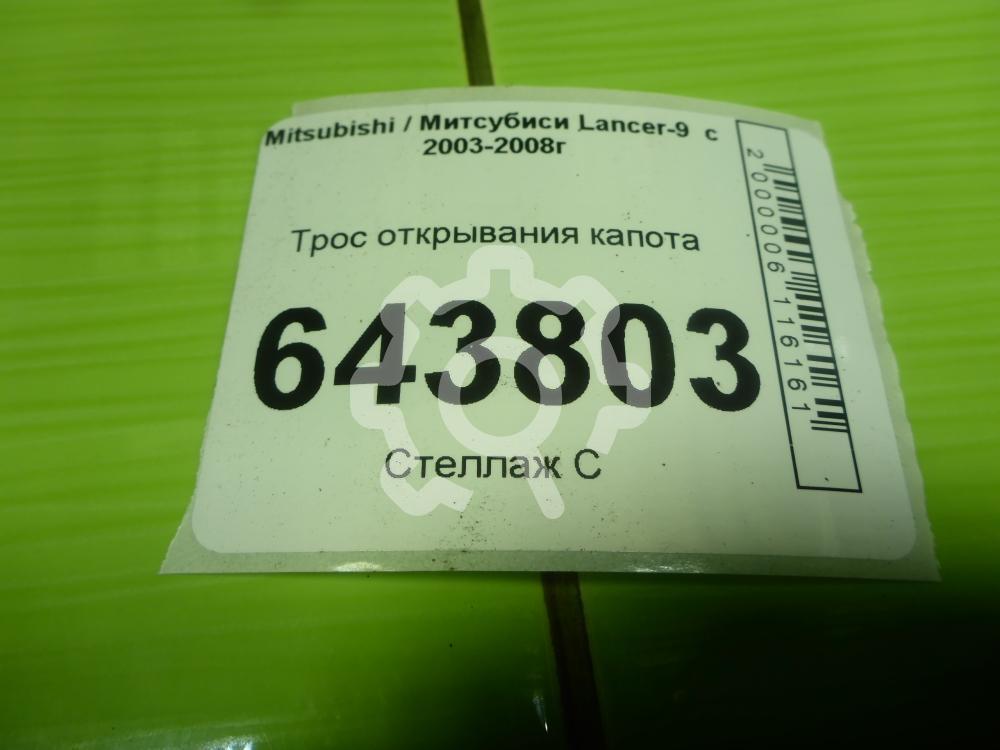 Mitsubishi / Митсубиси Lancer-9 с
2003-2008г
Трос открывания капота
643803
Стеллаж С
2000006116161